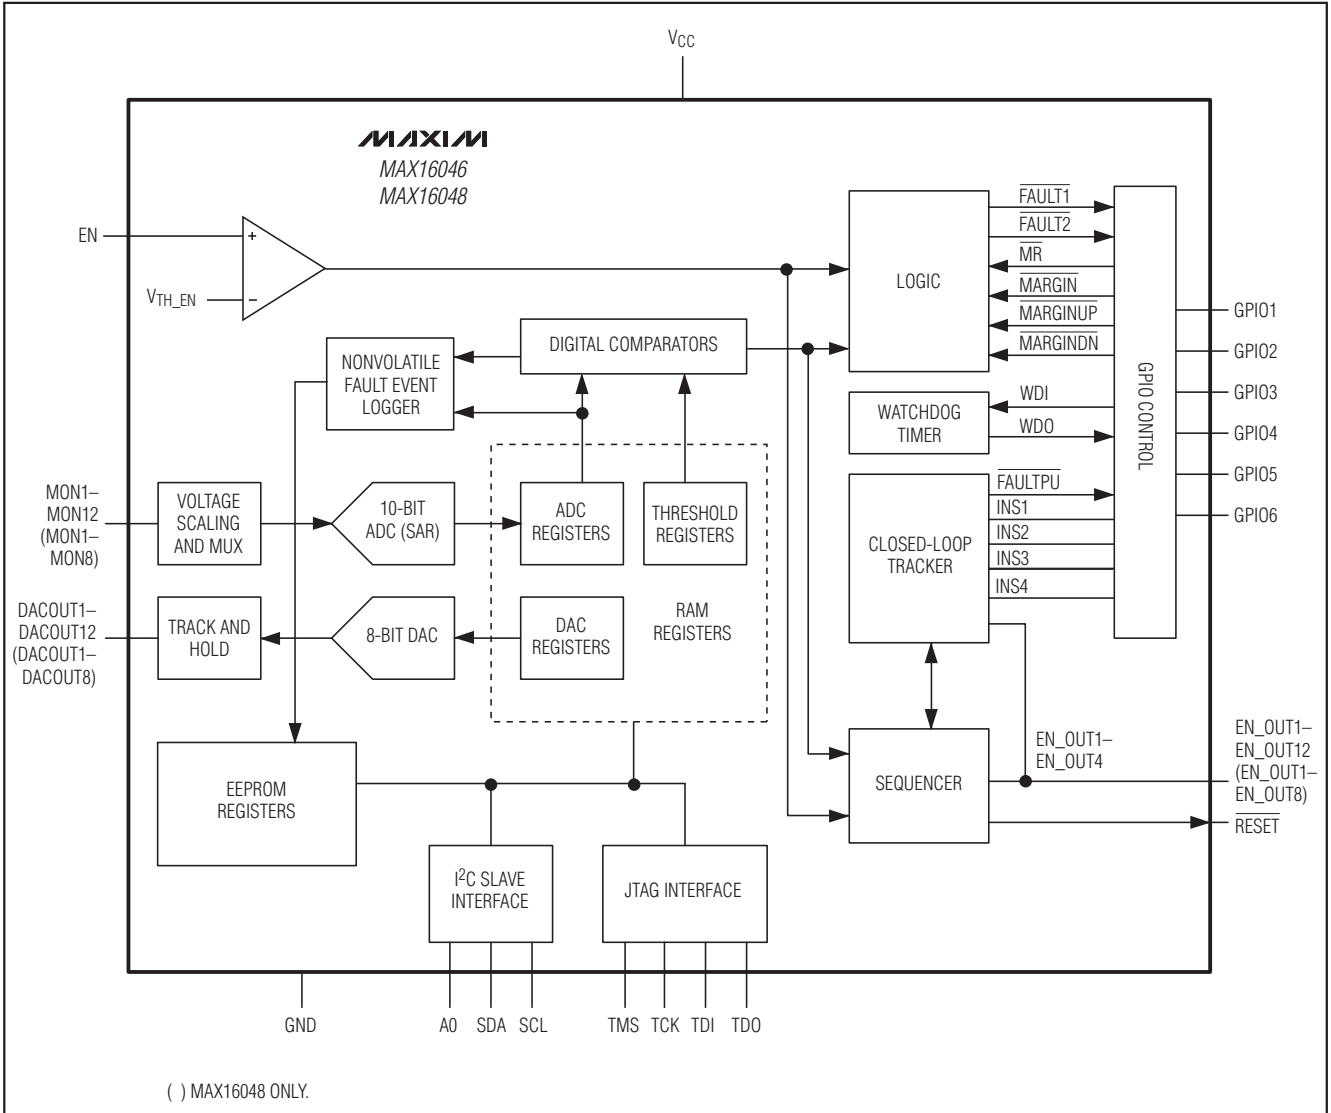 VCC
MAXIM
MAX16046
MAX16048
EN
VTH_EN
+
–
LOGIC
FAULT1
FAULT2
MR
MARGIN
MARGINUP
MARGINDN
GPIO CONTROL
GPIO1
GPIO2
GPIO3
GPIO4
GPIO5
GPIO6
NONVOLATILE
FAULT EVENT
LOGGER
DIGITAL COMPARATORS
WATCHDOG
TIMER
WDI
WDO
MON1–
MON12
(MON1–
MON8)
VOLTAGE
SCALING
AND MUX
10-BIT
ADC (SAR)
ADC
REGISTERS
THRESHOLD
REGISTERS
CLOSED-LOOP
TRACKER
FAULTPU
INS1
INS2
INS3
INS4
DACOUT1–
DACOUT12
(DACOUT1–
DACOUT8)
TRACK AND
HOLD
8-BIT DAC
DAC
REGISTERS
RAM
REGISTERS
EEPROM
REGISTERS
SEQUENCER
EN_OUT1–
EN_OUT4
EN_OUT1–
EN_OUT12
(EN_OUT1–
EN_OUT8)
RESET
I2C SLAVE
INTERFACE
JTAG INTERFACE
GND
A0
SDA
SCL
TMS
TCK
TDI
TDO
( ) MAX16048 ONLY.